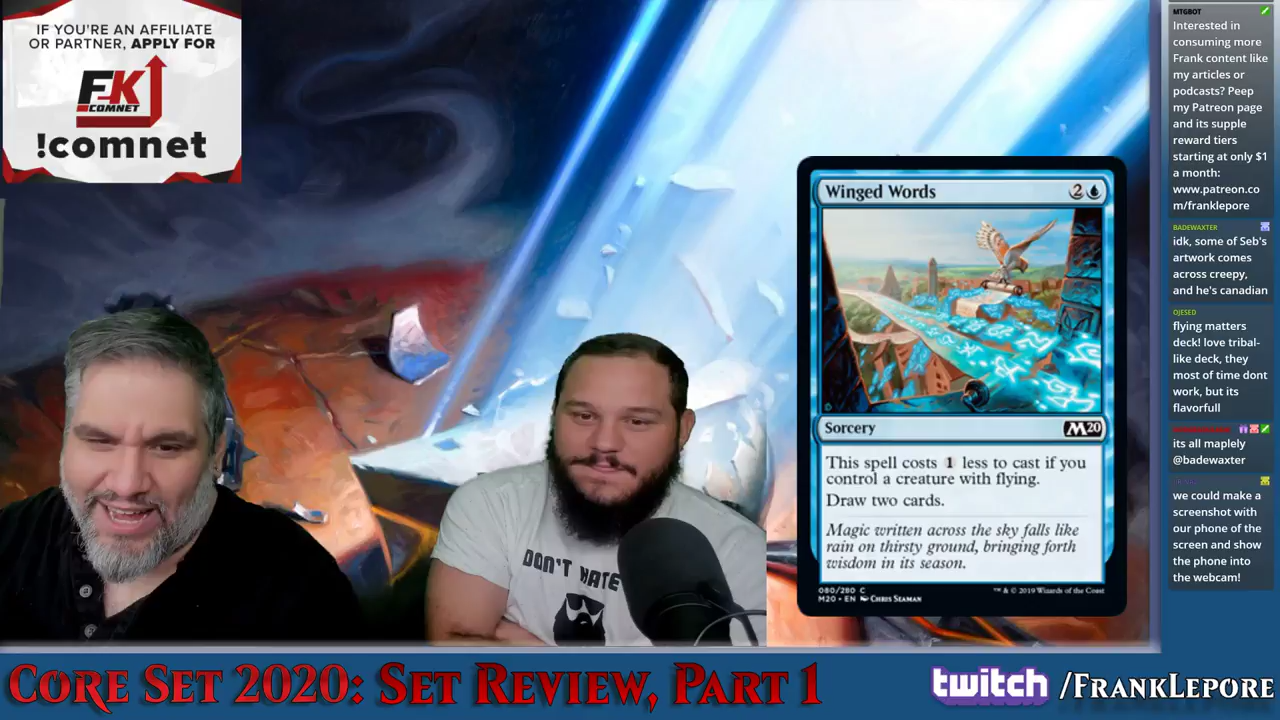 IF YOU'RE AN AFFILIATE
OR PARTNER, APPLY FOR
F2K
COMNET
!comnet
Winged Words 2
Sorcery M20
This spell costs 1 less to cast if you
control a creature with flying.
Draw two cards.
Magic written across the sky falls like
rain on thirsty ground, bringing forth
wisdom in its season.
080/280 C
M20 • EN Chris Seaman
™ & © 2019 Wizards of the Coast
DON'T HATE
MTGBOT
Interested in
consuming more
Frank content like
my articles or
podcasts? Peep
my Patreon page
and its supple
reward tiers
starting at only $1
a month:
www.patreon.co
m/franklepore
BADEWAXTER
idk, some of Seb's
artwork comes
across creepy,
and he's canadian
OJESED
flying matters
deck! love tribal-
like deck, they
most of time dont
work, but its
flavorfull
its all maplely
@badewaxter
we could make a
screenshot with
our phone of the
screen and show
the phone into
the webcam!
Core Set 2020: Set Review, Part 1
twitch /FrankLepore